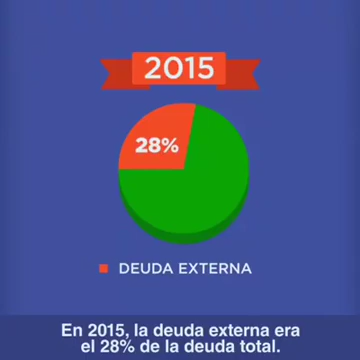 2015
28%
DEUDA EXTERNA
En 2015, la deuda externa era
el 28% de la deuda total.